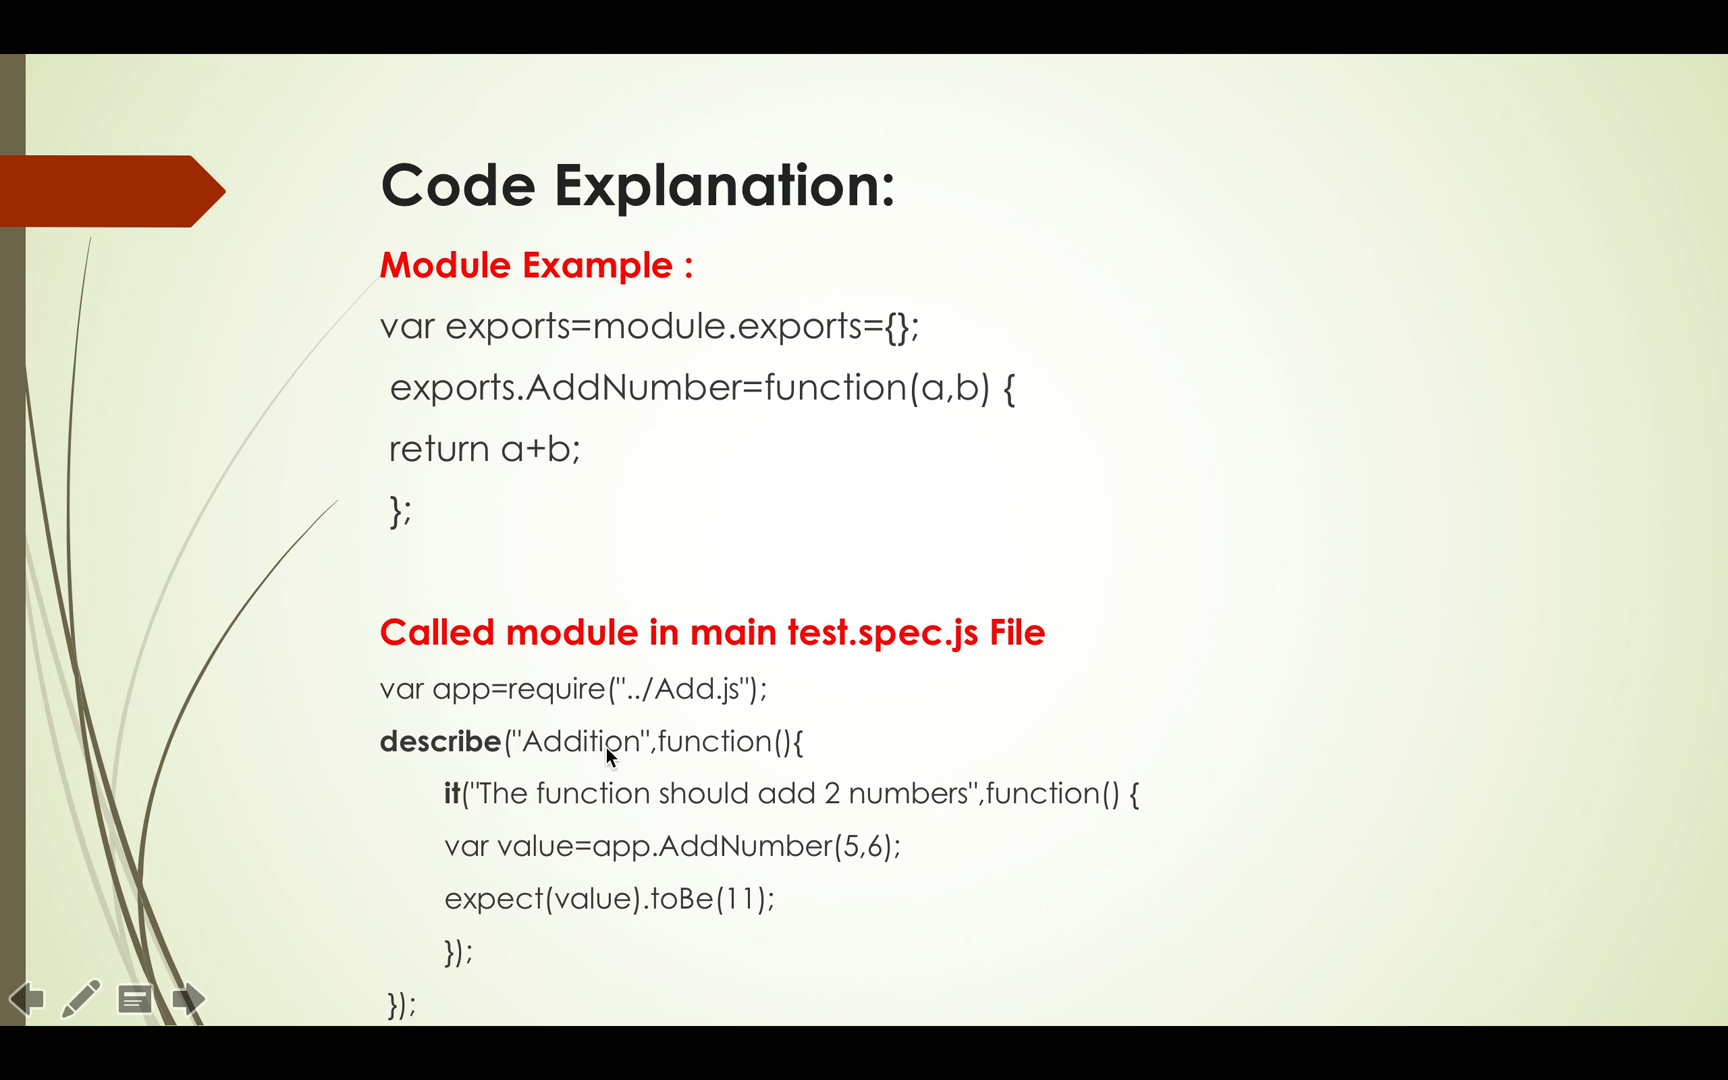 Code Explanation:
Module Example :
var exports=module.exports={};
exports.AddNumber=function(a,b) {
return a+b;
};
Called module in main test.spec.js File
var app=require("../Add.js");
describe("Addition",function(){
it("The function should add 2 numbers",function() {
var value=app.AddNumber(5,6);
expect(value).toBe(11);
});
});